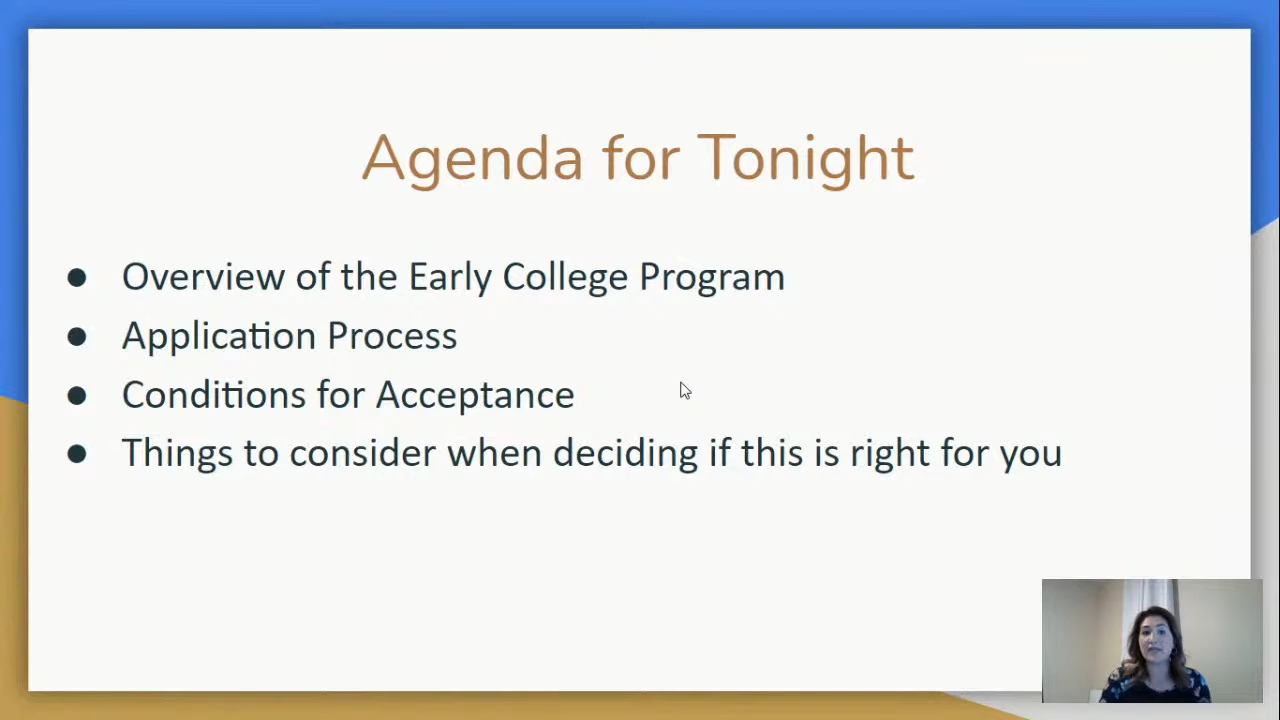 Agenda for Tonight
● Overview of the Early College Program
● Application Process
● Conditions for Acceptance
● Things to consider when deciding if this is right for you